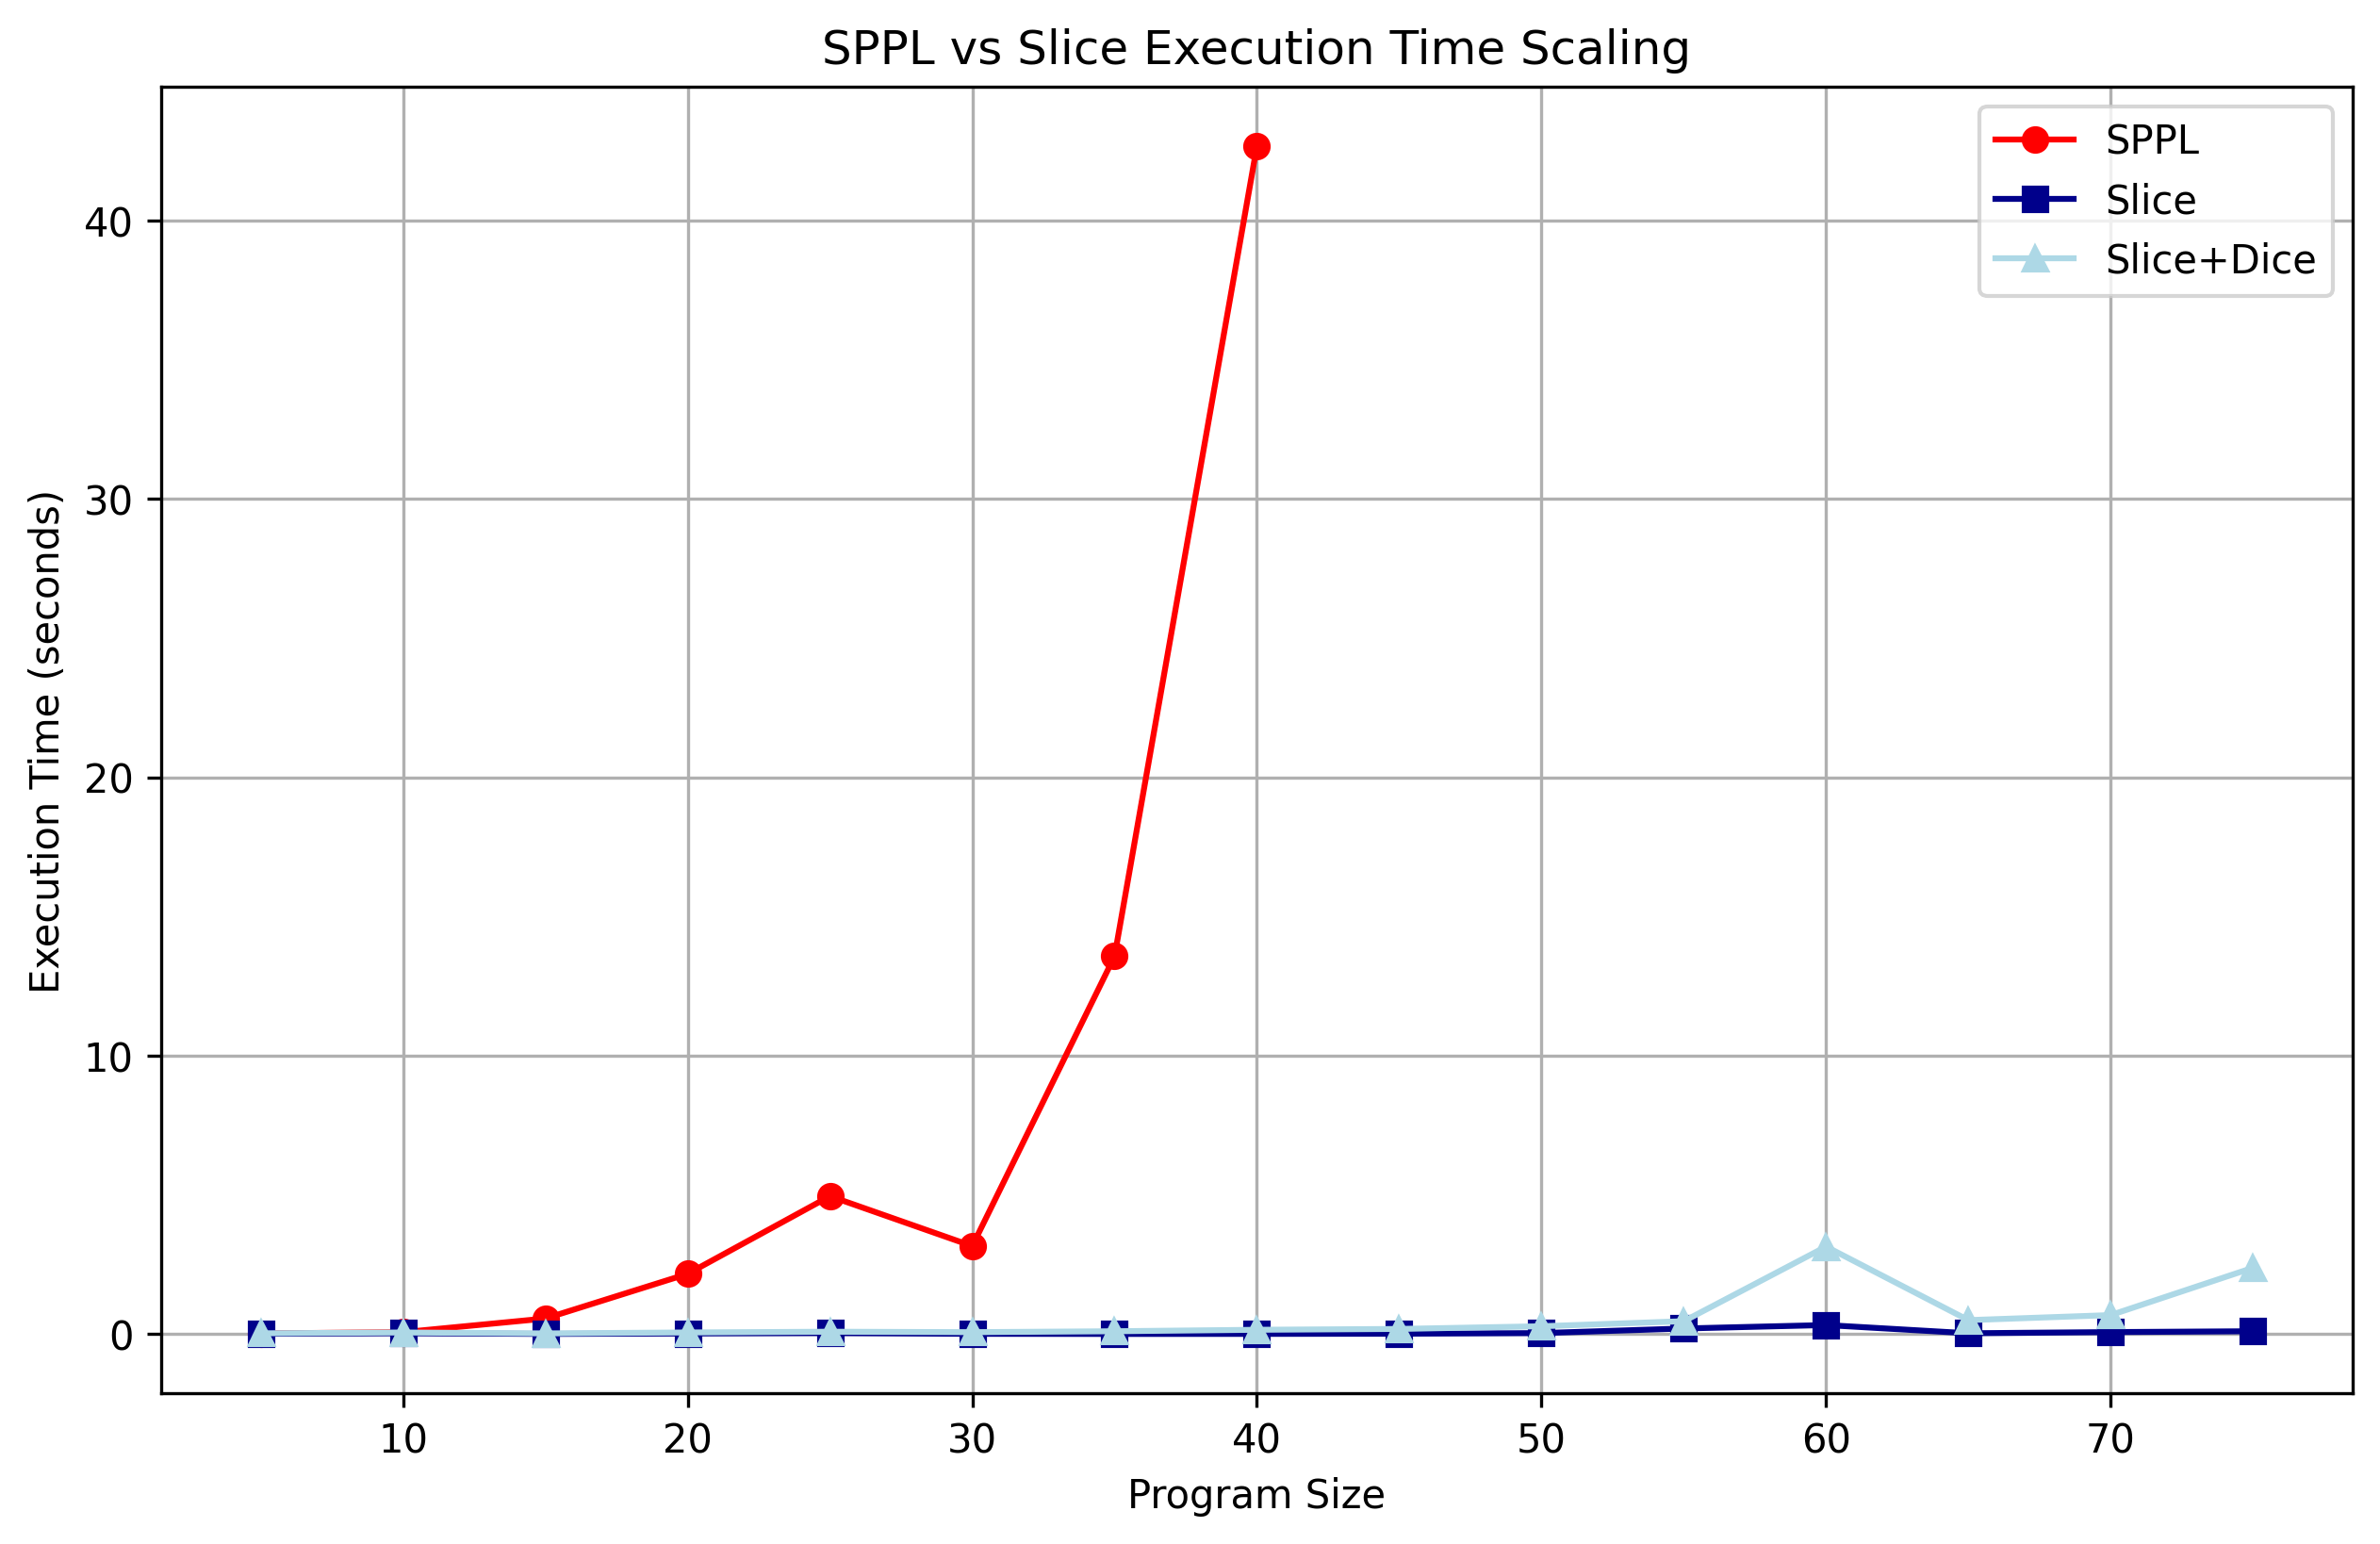 SPPL vs Slice Execution Time Scaling
SPPL
Slice
Slice+Dice
Execution Time (seconds)
40
30
20
10
0
10 20 30 40 50 60 70
Program Size